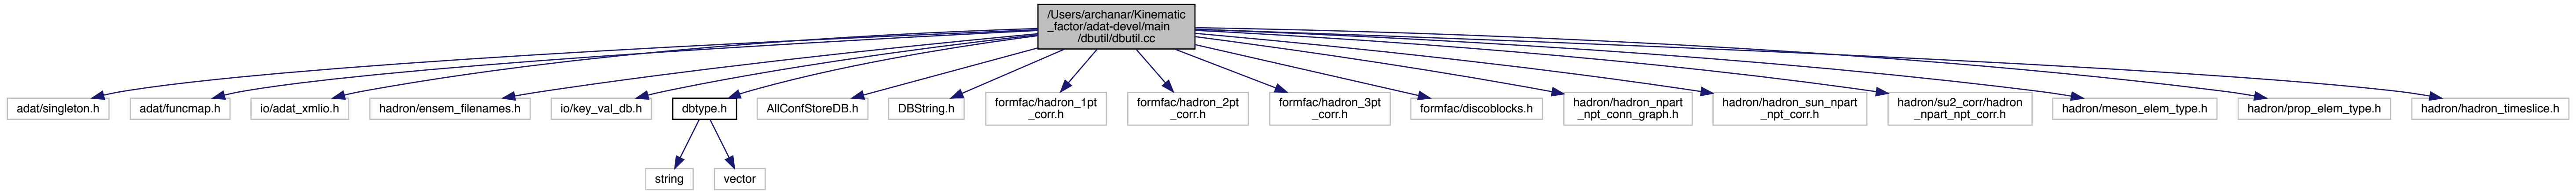 /Users/archanar/Kinematic
_factor/adat-devel/main
/dbutil/dbutil.cc
adat/singleton.h
adat/funcmap.h
io/adat_xmlio.h
hadron/ensem_filenames.h
io/key_val_db.h
dbtype.h
AllConfStoreDB.h
DBString.h
formfac/hadron_1pt
_corr.h
formfac/hadron_2pt
_corr.h
formfac/hadron_3pt
_corr.h
formfac/discoblocks.h
hadron/hadron_npart
_npt_conn_graph.h
hadron/hadron_sun_npart
_npt_corr.h
hadron/su2_corr/hadron
_npart_npt_corr.h
hadron/meson_elem_type.h
hadron/prop_elem_type.h
hadron/hadron_timeslice.h
string
vector